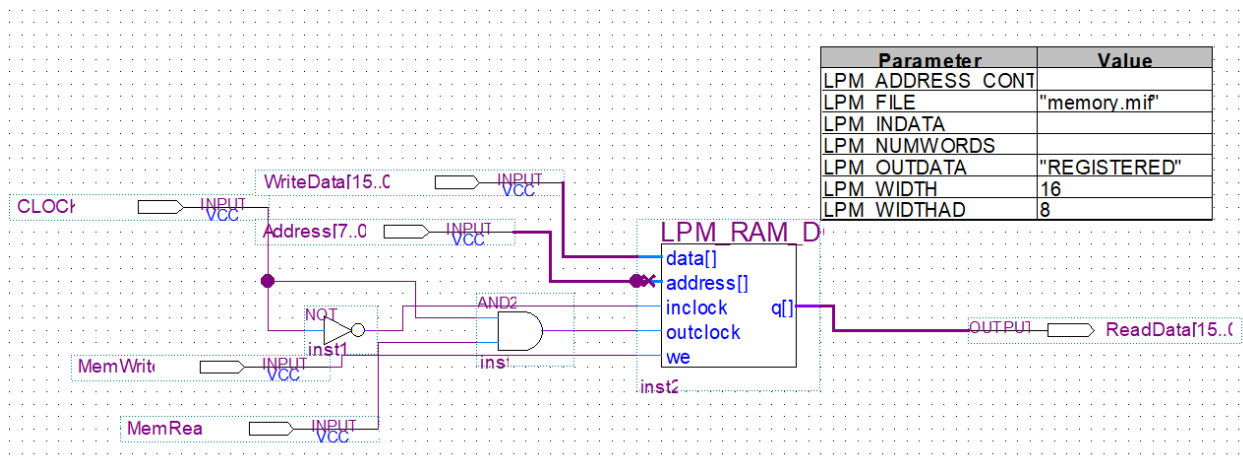 Parameter Value
LPM_ADDRESS_CONT
LPM_FILE "memory.mif"
LPM_INDATA
LPM_NUMWORDS
LPM_OUTDATA "REGISTERED"
LPM_WIDTH 16
LPM_WIDTHAD 8
WriteData[15..0 INPUT
VCC
CLOCK INPUT
VCC
Address[7..0 INPUT
VCC
LPM_RAM_DQ
data[]
address[]
inclock q[]
outclock
we
inst2
NOT
inst1
AND2
inst
MemWrite INPUT
VCC
MemRea INPUT
VCC
OUTPUT ReadData[15..0